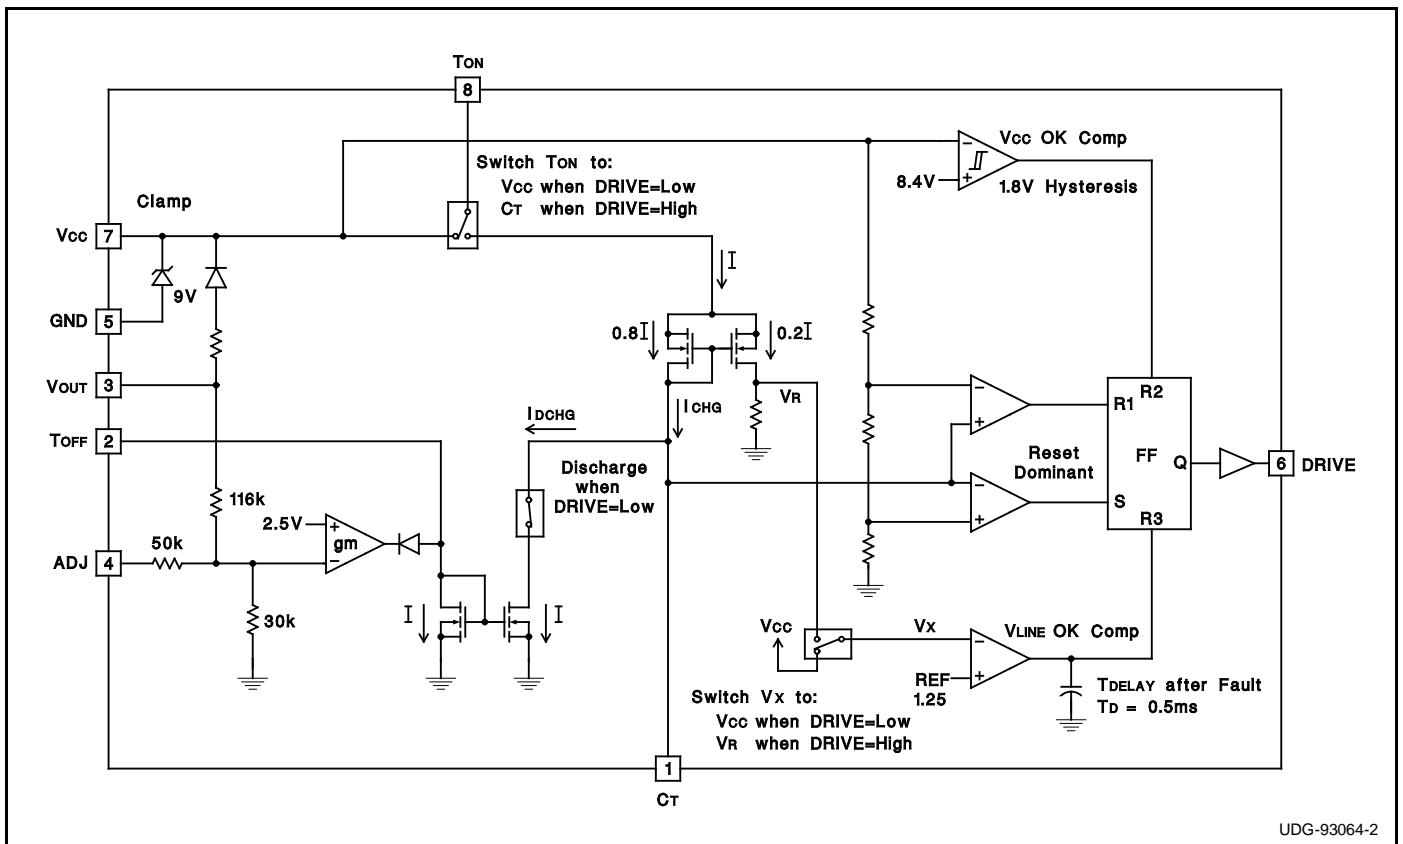 TON
8
Switch TON to:
VCC when DRIVE=Low
CT when DRIVE=High
Clamp
VCC 7
9V
GND 5
VOUT 3
TOFF 2
116k
50k
ADJ 4
30k
2.5V
+
gm
−
I
I
I
0.8I
0.2I
VR
ICHG
IDCHG
Discharge
when
DRIVE=Low
VCC OK Comp
−
8.4V
+
1.8V Hysteresis
−
+
−
+
R1
R2
FF
Q
S
R3
Reset
Dominant
6 DRIVE
VCC
VX
VLINE OK Comp
−
REF
+
1.25
Switch VX to:
VCC when DRIVE=Low
VR when DRIVE=High
TDELAY after Fault
TD = 0.5ms
1
CT
UDG-93064-2